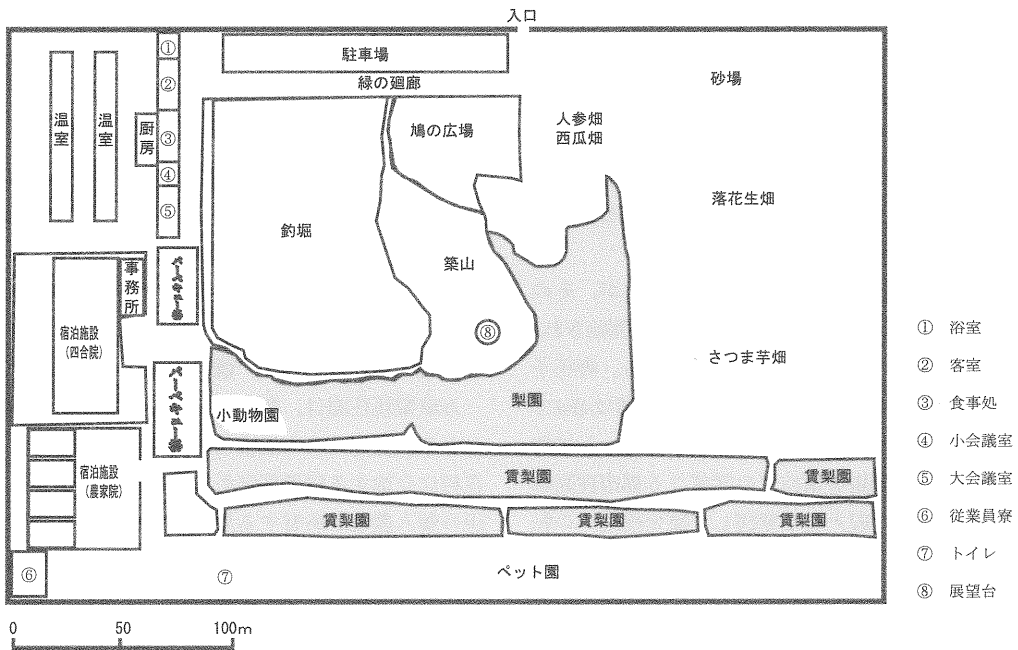 入口
駐車場
緑の廻廊
砂場
①
②
③
④
⑤
厨房
温室
温室
鳩の広場
人参畑
西瓜畑
落花生畑
釣堀
築山
⑧
事務所
バーベキュー場
宿泊施設
(四合院)
さつま芋畑
バーベキュー場
梨園
小動物園
宿泊施設
(農家院)
賃梨園
賃梨園
賃梨園
賃梨園
賃梨園
⑥
⑦
ペット園
① 浴室
② 客室
③ 食事処
④ 小会議室
⑤ 大会議室
⑥ 従業員寮
⑦ トイレ
⑧ 展望台
0 50 100m